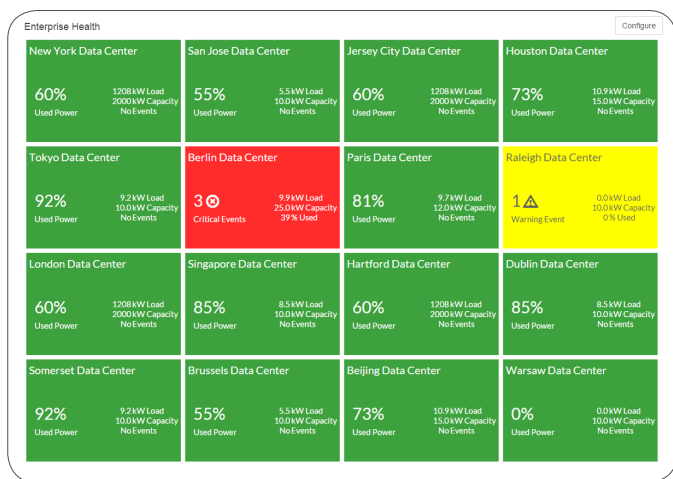 Enterprise Health
Configure
New York Data Center
60%
Used Power
1208 kW Load
2000 kW Capacity
No Events
San Jose Data Center
55%
Used Power
5.5 kW Load
10.0 kW Capacity
No Events
Jersey City Data Center
60%
Used Power
1208 kW Load
2000 kW Capacity
No Events
Houston Data Center
73%
Used Power
10.9 kW Load
15.0 kW Capacity
No Events
Tokyo Data Center
92%
Used Power
9.2 kW Load
10.0 kW Capacity
No Events
Berlin Data Center
3
Critical Events
9.9 kW Load
25.0 kW Capacity
39 % Used
Paris Data Center
81%
Used Power
9.7 kW Load
12.0 kW Capacity
No Events
Raleigh Data Center
1
Warning Event
0.0 kW Load
10.0 kW Capacity
0 % Used
London Data Center
60%
Used Power
1208 kW Load
2000 kW Capacity
No Events
Singapore Data Center
85%
Used Power
8.5 kW Load
10.0 kW Capacity
No Events
Hartford Data Center
60%
Used Power
1208 kW Load
2000 kW Capacity
No Events
Dublin Data Center
85%
Used Power
8.5 kW Load
10.0 kW Capacity
No Events
Somerset Data Center
92%
Used Power
9.2 kW Load
10.0 kW Capacity
No Events
Brussels Data Center
55%
Used Power
5.5 kW Load
10.0 kW Capacity
No Events
Beijing Data Center
73%
Used Power
10.9 kW Load
15.0 kW Capacity
No Events
Warsaw Data Center
0%
Used Power
0.0 kW Load
10.0 kW Capacity
No Events